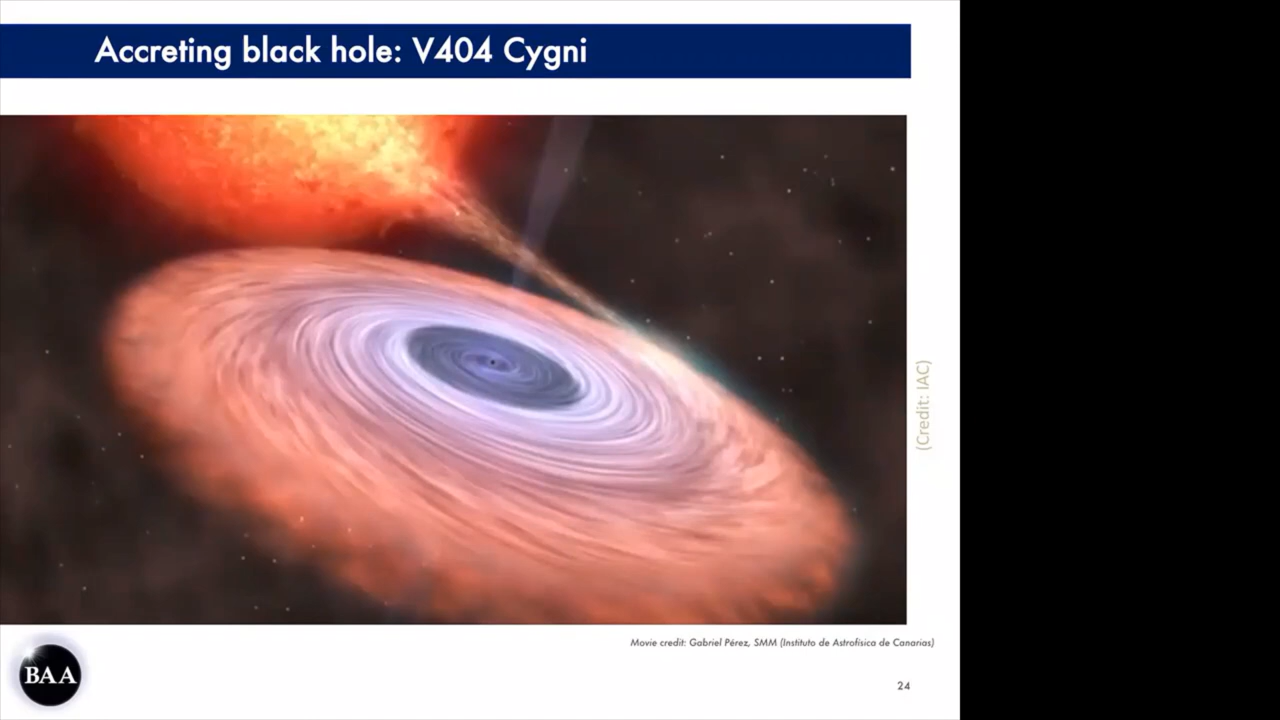 Accreting black hole: V404 Cygni
(Credit: IAC)
Movie credit: Gabriel Pérez, SMM (Instituto de Astrofísica de Canarias)
BAA
24